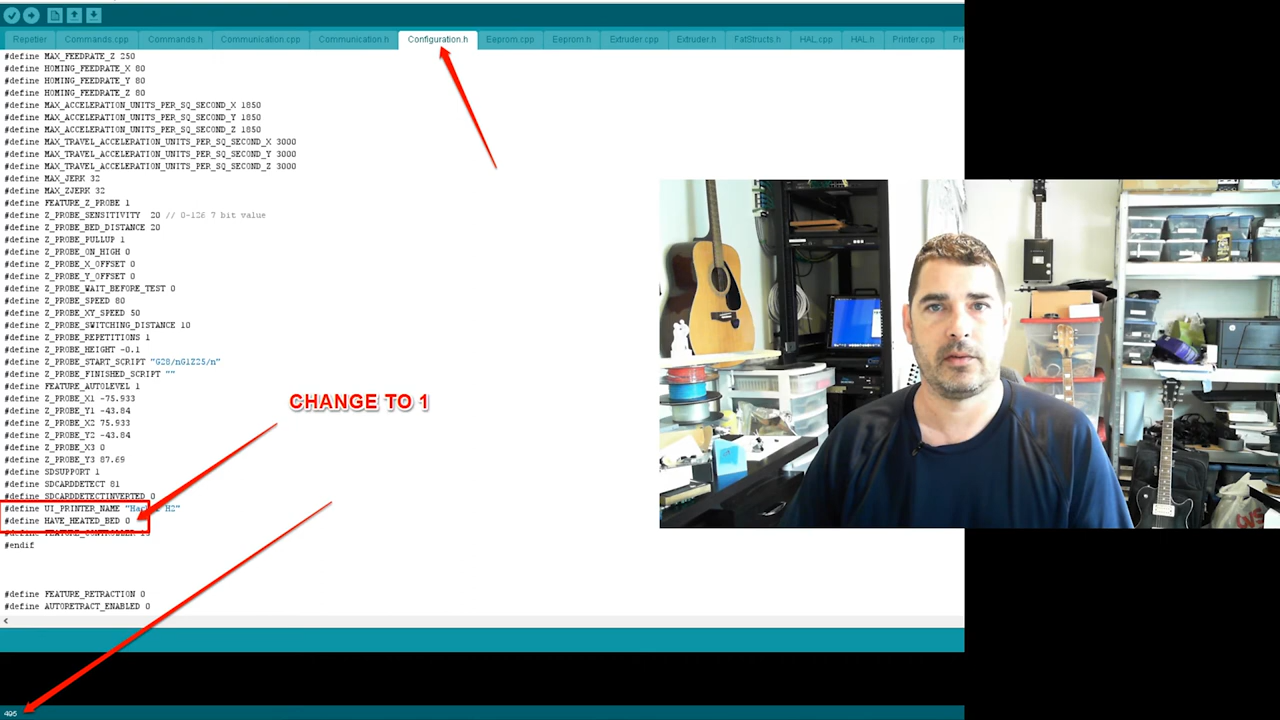 Repetier Commands.cpp Commands.h Communication.cpp Communication.h Configuration.h Eeprom.cpp Eeprom.h Extruder.cpp Extruder.h FatStructs.h HAL.cpp HAL.h Printer.cpp Pri
#define MAX_FEEDRATE_Z 250
#define HOMING_FEEDRATE_X 80
#define HOMING_FEEDRATE_Y 80
#define HOMING_FEEDRATE_Z 80
#define MAX_ACCELERATION_UNITS_PER_SQ_SECOND_X 1850
#define MAX_ACCELERATION_UNITS_PER_SQ_SECOND_Y 1850
#define MAX_ACCELERATION_UNITS_PER_SQ_SECOND_Z 1850
#define MAX_TRAVEL_ACCELERATION_UNITS_PER_SQ_SECOND_X 3000
#define MAX_TRAVEL_ACCELERATION_UNITS_PER_SQ_SECOND_Y 3000
#define MAX_TRAVEL_ACCELERATION_UNITS_PER_SQ_SECOND_Z 3000
#define MAX_JERK 32
#define MAX_ZJERK 32
#define FEATURE_Z_PROBE 1
#define Z_PROBE_SENSITIVITY 20 // 0-126 7 bit value
#define Z_PROBE_BED_DISTANCE 20
#define Z_PROBE_PULLUP 1
#define Z_PROBE_ON_HIGH 0
#define Z_PROBE_X_OFFSET 0
#define Z_PROBE_Y_OFFSET 0
#define Z_PROBE_WAIT_BEFORE_TEST 0
#define Z_PROBE_SPEED 80
#define Z_PROBE_XY_SPEED 50
#define Z_PROBE_SWITCHING_DISTANCE 10
#define Z_PROBE_REPETITIONS 1
#define Z_PROBE_HEIGHT -0.1
#define Z_PROBE_START_SCRIPT "G28/nG1Z25/n"
#define Z_PROBE_FINISHED_SCRIPT ""
#define FEATURE_AUTOLEVEL 1
#define Z_PROBE_X1 -75.933
#define Z_PROBE_Y1 -43.84
#define Z_PROBE_X2 75.933
#define Z_PROBE_Y2 -43.84
#define Z_PROBE_X3 0
#define Z_PROBE_Y3 87.69
#define SDSUPPORT 1
#define SDCARDDETECT 81
#define SDCARDDETECTINVERTED 0
#define UI_PRINTER_NAME H2"
#define HAVE_HEATED_BED 0
#define FEATURE_CONTROLLER
#endif
#define FEATURE_RETRACTION 0
#define AUTORETRACT_ENABLED 0
CHANGE TO 1
495
CVS